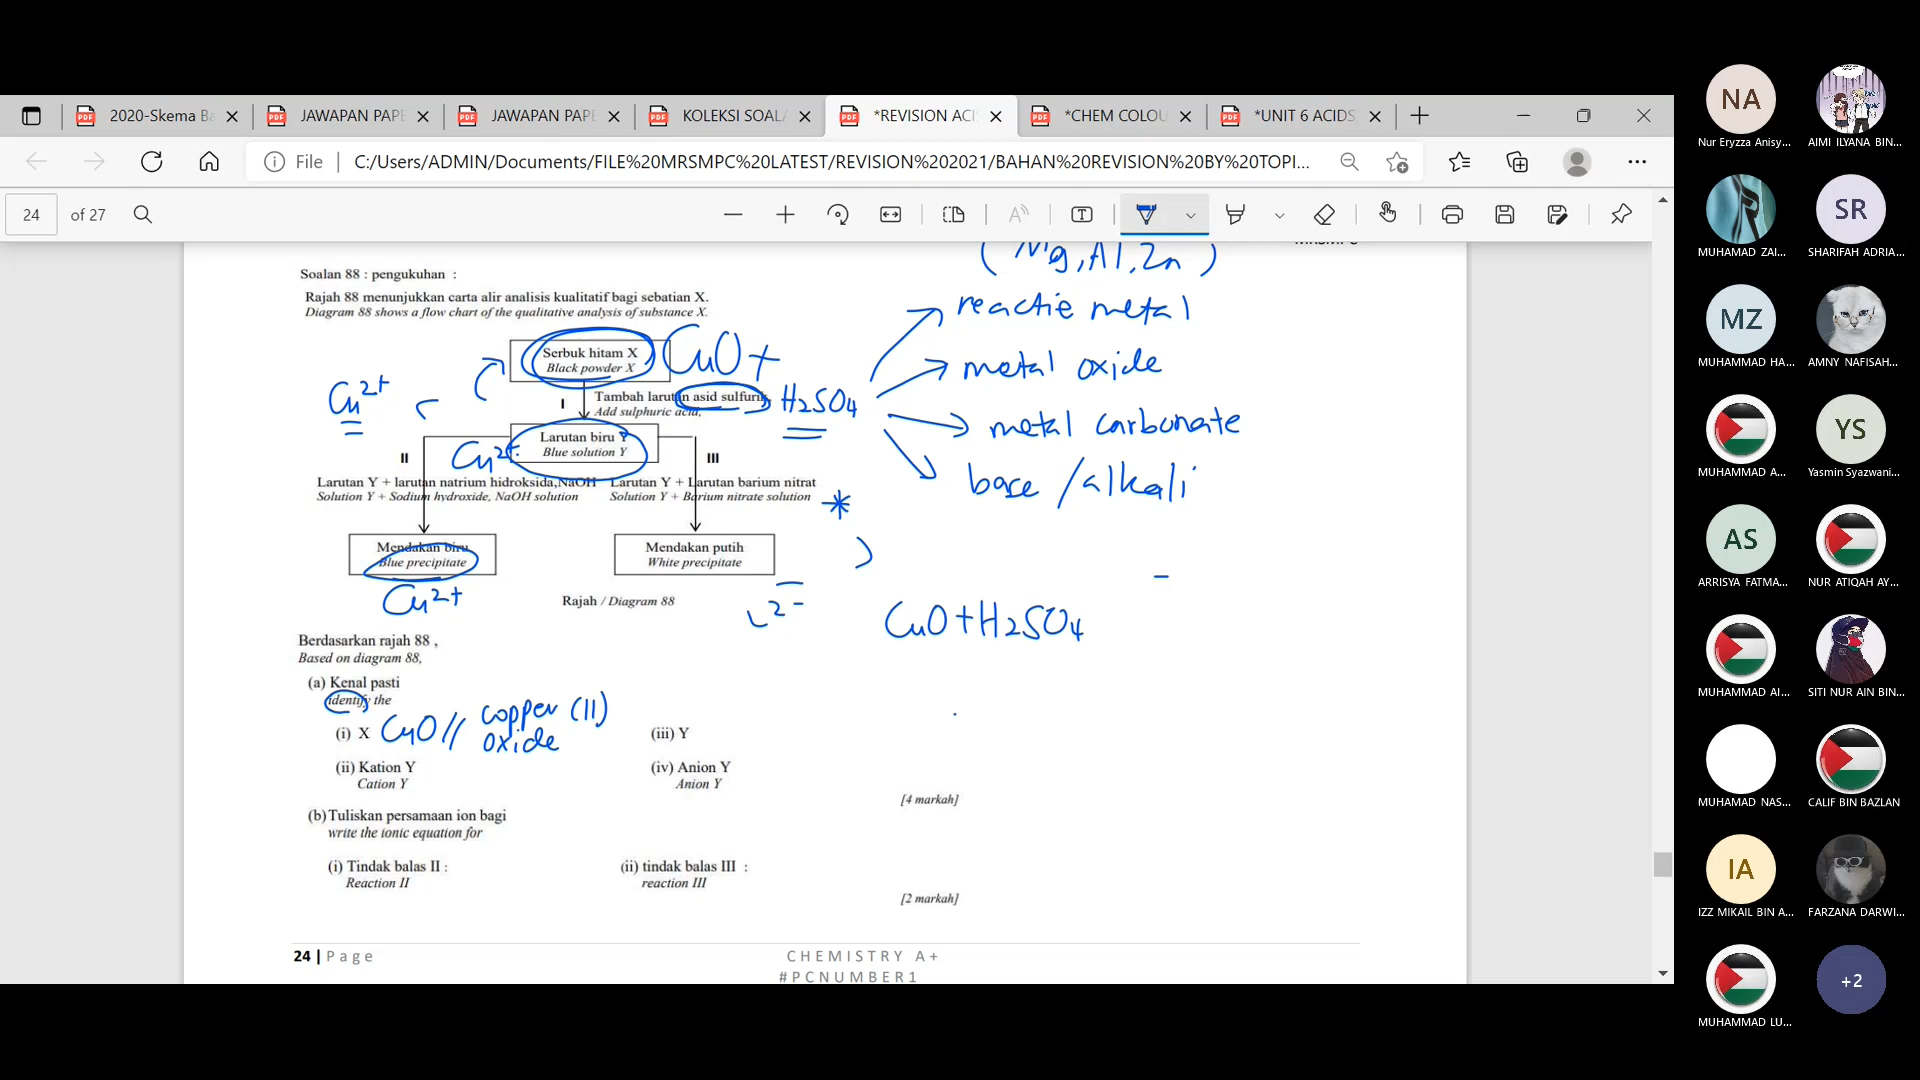 2020-Skema Ba
JAWAPAN PAPE
JAWAPAN PAPE
KOLEKSI SOALA
*REVISION ACI
*CHEM COLOU
*UNIT 6 ACIDS
File
C:/Users/ADMIN/Documents/FILE%20MRSMPC%20LATEST/REVISION%202021/BAHAN%20REVISION%20BY%20TOPI...
24
of 27
(Mg,Al,Zn)
Soalan 88 : pengukuhan :
Rajah 88 menunjukkan carta alir analisis kualitatif bagi sebatian X.
Diagram 88 shows a flow chart of the qualitative analysis of substance X.
reactie metal
Serbuk hitam X
Black powder X
CuO +
metal oxide
Cu2+
I
Tambah larutan asid sulfurik
Add sulphuric acid,
H2SO4
metal carbonate
Larutan biru Y
Blue solution Y
Cu2+
II
III
base /alkali
Larutan Y + larutan natrium hidroksida,NaOH
Solution Y + Sodium hydroxide, NaOH solution
Larutan Y + Larutan barium nitrat
Solution Y + Barium nitrate solution
*
Mendakan biru
Blue precipitate
Mendakan putih
White precipitate
Cu2+
Rajah / Diagram 88
2-
CuO+H2SO4
Berdasarkan rajah 88 ,
Based on diagram 88,
(a) Kenal pasti
identify the
(i) X
CuO// copper (II)
oxide
(iii) Y
(ii) Kation Y
Cation Y
(iv) Anion Y
Anion Y
[4 markah]
(b)Tuliskan persamaan ion bagi
write the ionic equation for
(i) Tindak balas II :
Reaction II
(ii) tindak balas III :
reaction III
[2 markah]
24 | Page
CHEMISTRY A+
#PCNUMBER1
NA
Nur Eryzza Anisy...
AIMI ILYANA BIN...
MUHAMAD ZAI...
SR
SHARIFAH ADRIA...
MZ
MUHAMMAD HA...
AMNY NAFISAH...
MUHAMMAD A...
YS
Yasmin Syazwani...
AS
ARRISYA FATMA...
NUR ATIQAH AY...
MUHAMMAD AI...
SITI NUR AIN BIN...
MUHAMAD NAS...
CALIF BIN BAZLAN
IA
IZZ MIKAIL BIN A...
FARZANA DARWI...
MUHAMMAD LU...
+2